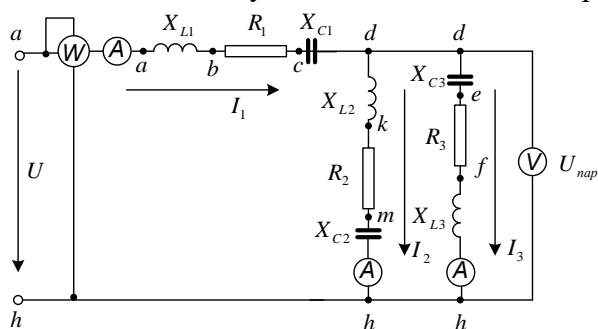 X_{L1}
R_1
X_{C1}
a
W
A
a
b
c
d
d
I_1
X_{L2}
X_{C3}
e
k
R_3
U
R_2
f
V
U_{пар}
m
X_{L3}
X_{C2}
A
I_2
A
I_3
h
h
h